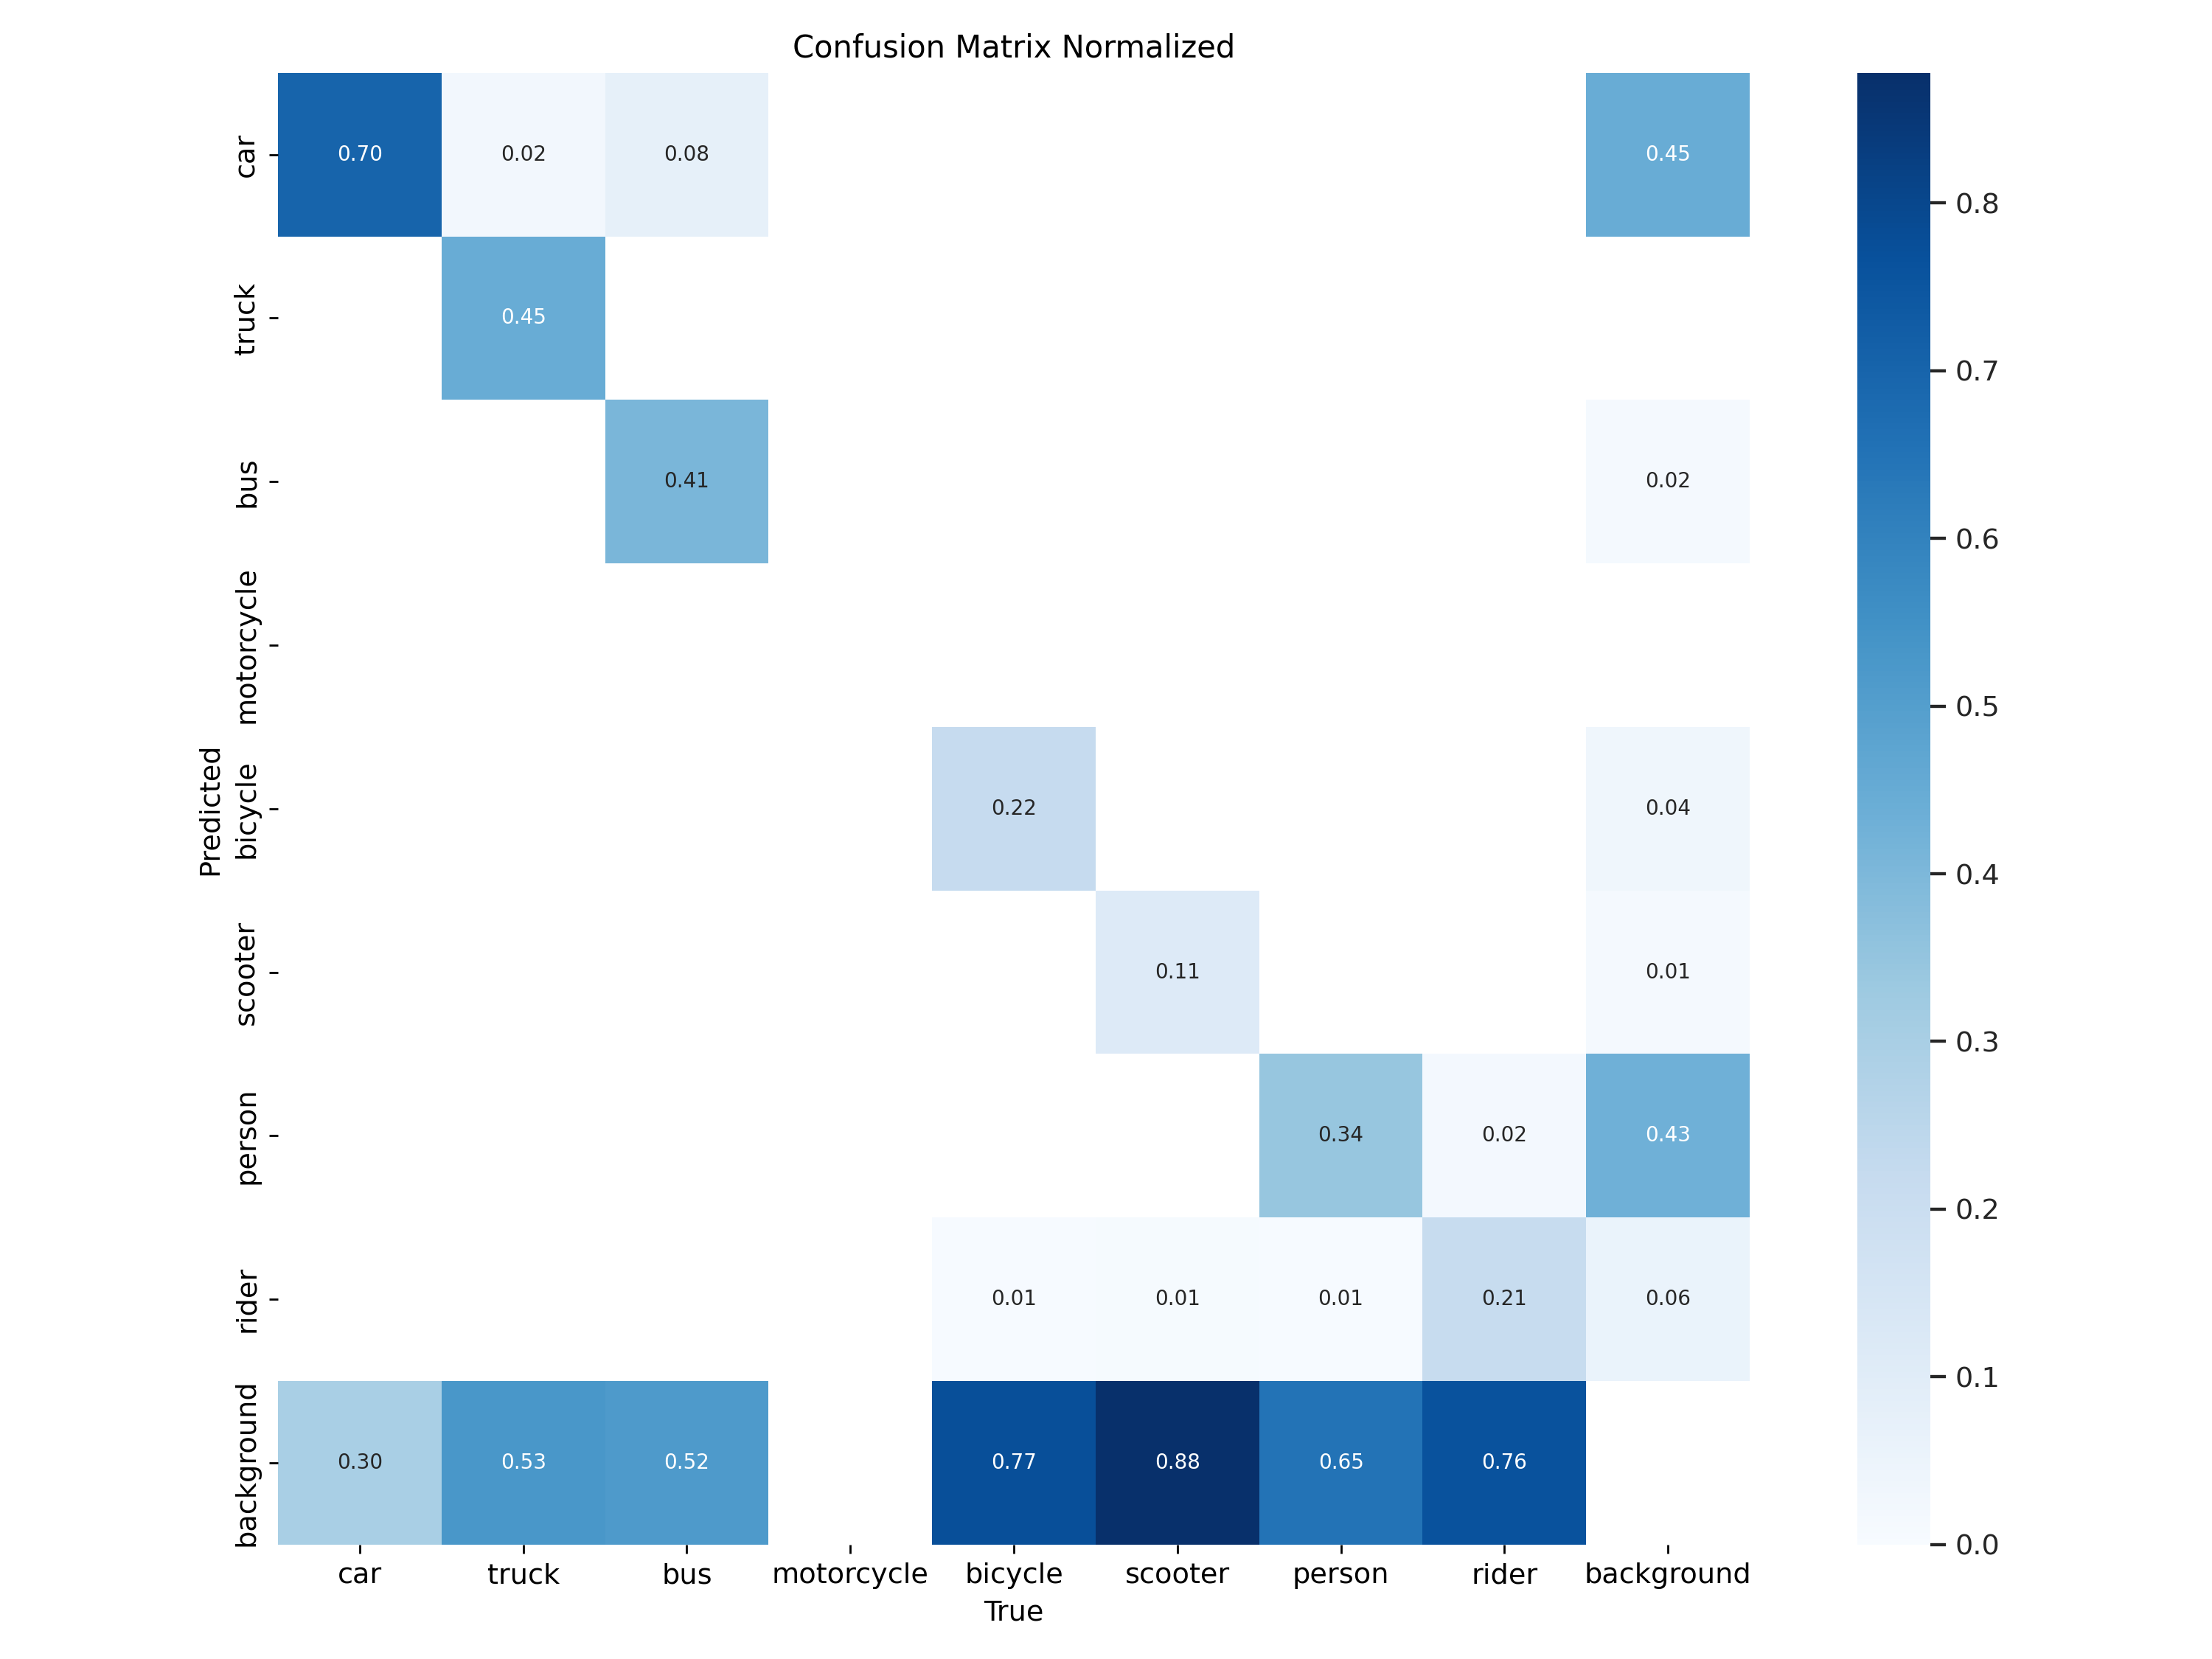 Confusion Matrix Normalized
car
0.70
0.02
0.08
0.45
truck
0.45
bus
0.41
0.02
motorcycle
bicycle
0.22
0.04
scooter
0.11
0.01
person
0.34
0.02
0.43
rider
0.01
0.01
0.01
0.21
0.06
background
0.30
0.53
0.52
0.77
0.88
0.65
0.76
Predicted
car
truck
bus
motorcycle
bicycle
scooter
person
rider
background
True
0.8
0.7
0.6
0.5
0.4
0.3
0.2
0.1
0.0